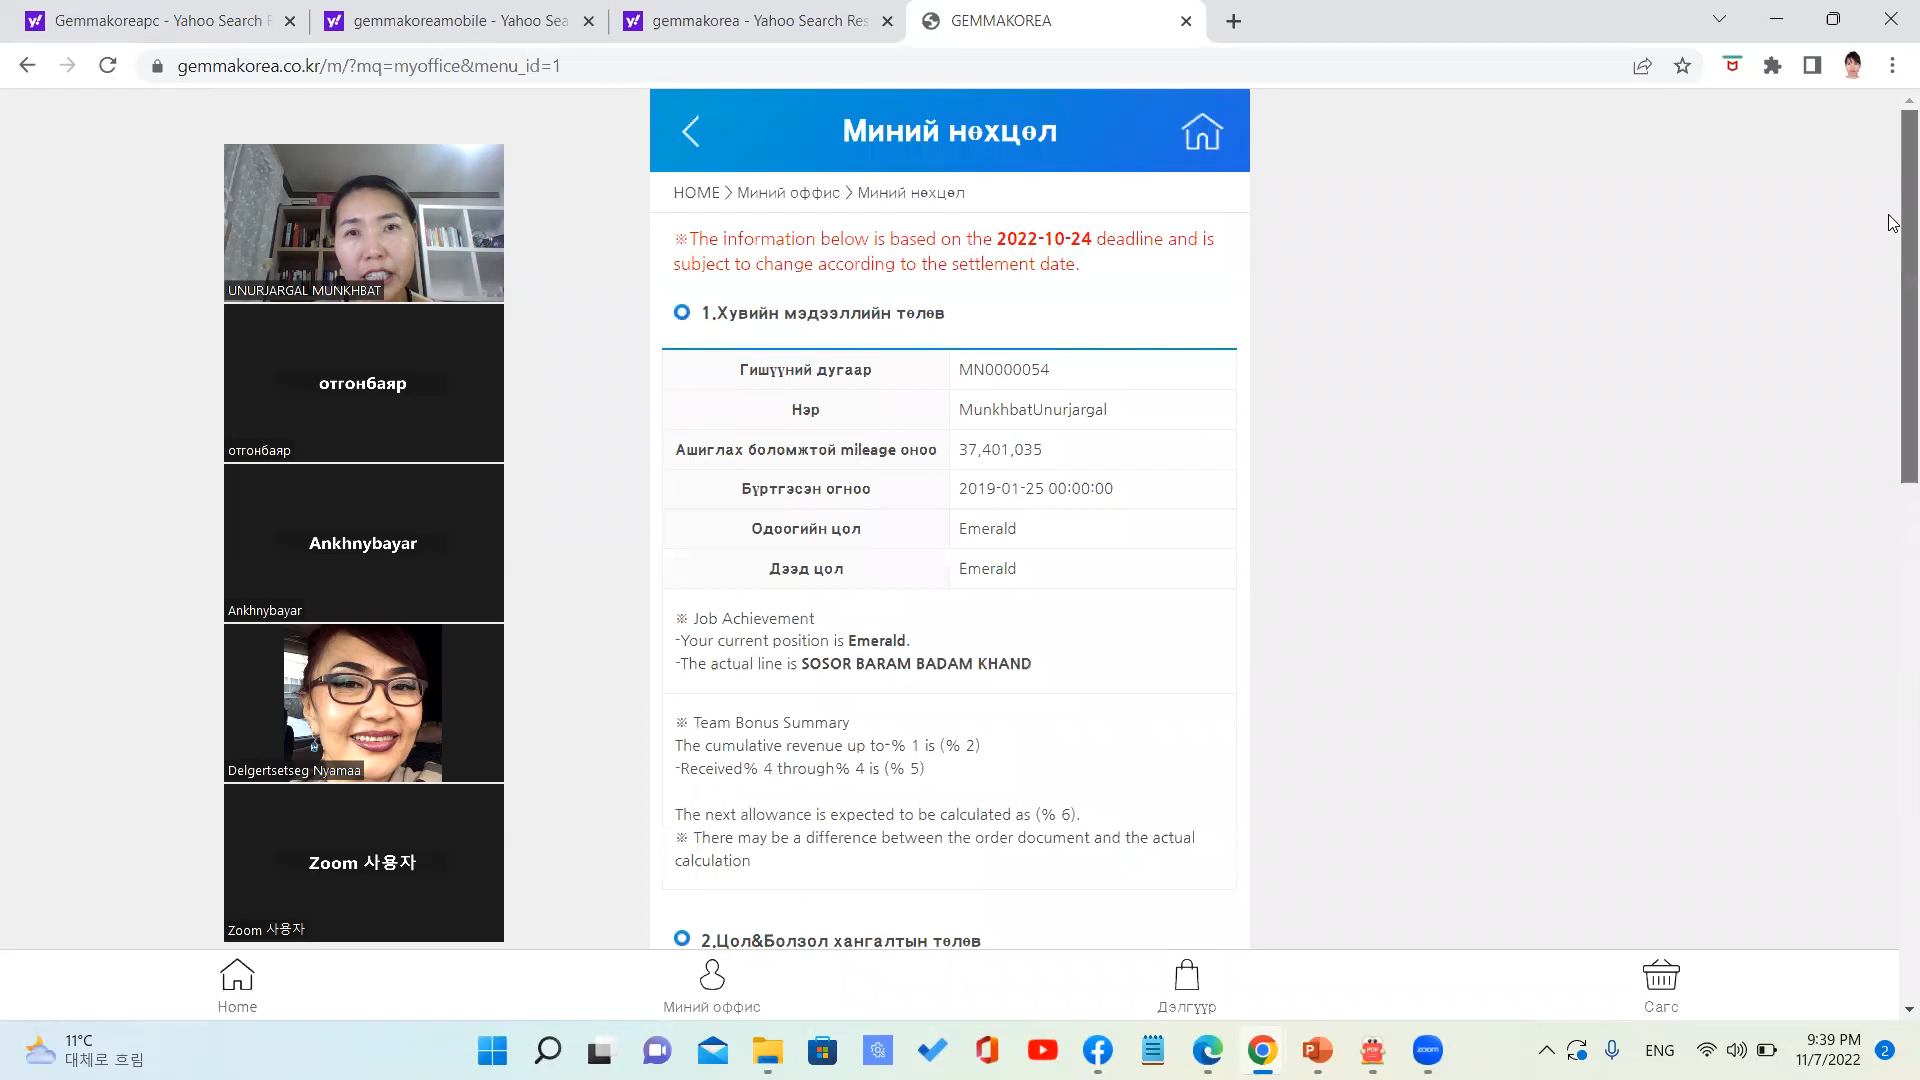 Gemmakoreapc - Yahoo Search R
gemmakoreamobile - Yahoo Sea
gemmakorea - Yahoo Search Res
GEMMAKOREA
gemmakorea.co.kr/m/?mq=myoffice&menu_id=1
Миний нөхцөл
HOME > Миний оффис > Миний нөхцөл
※The information below is based on the 2022-10-24 deadline and is
subject to change according to the settlement date.
1.Хувийн мэдээллийн төлөв
Гишүүний дугаар MN0000054
Нэр MunkhbatUnurjargal
Ашиглах боломжтой mileage оноо 37,401,035
Бүртгэсэн огноо 2019-01-25 00:00:00
Одоогийн цол Emerald
Дээд цол Emerald
※ Job Achievement
-Your current position is Emerald.
-The actual line is SOSOR BARAM BADAM KHAND
※ Team Bonus Summary
The cumulative revenue up to-% 1 is (% 2)
-Received% 4 through% 4 is (% 5)
The next allowance is expected to be calculated as (% 6).
※ There may be a difference between the order document and the actual
calculation
2.Цол&Болзол хангалтын төлөв
UNURJARGAL MUNKHBAT
отгонбаяр
отгонбаяр
Ankhnybayar
Ankhnybayar
Delgertsetseg Nyamaa
Zoom 사용자
Zoom 사용자
Home
Миний оффис
Дэлгүүр
Сагс
11°C
대체로 흐림
zoom
ENG
9:39 PM
11/7/2022
2